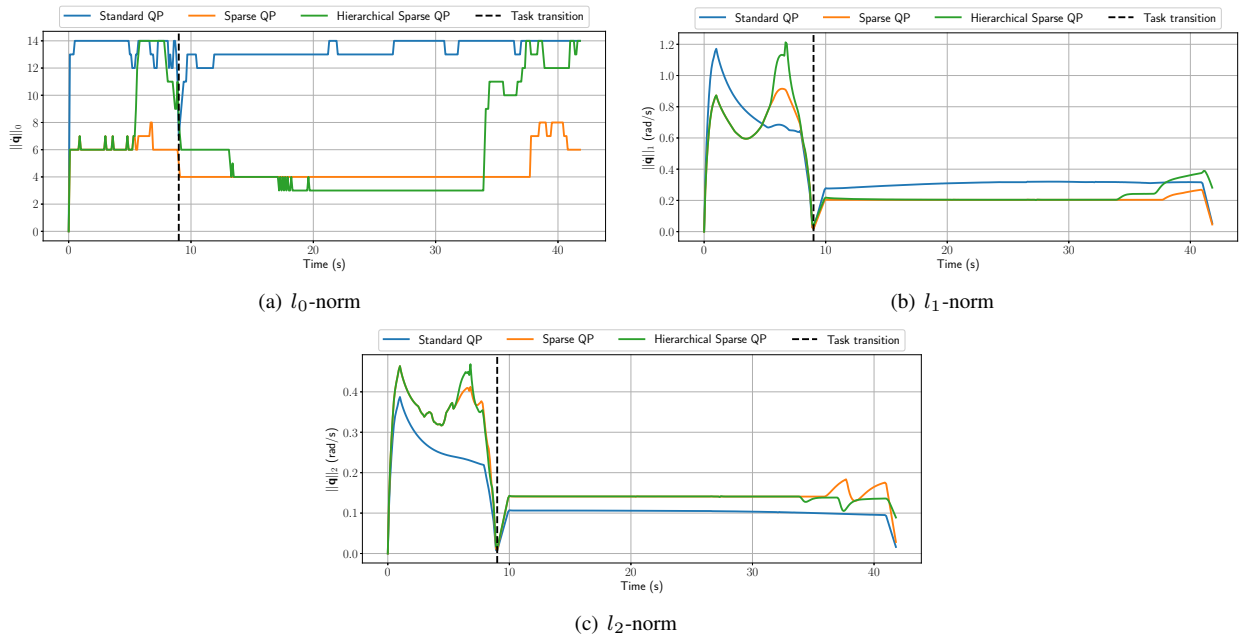 Standard QP Sparse QP Hierarchical Sparse QP Task transition
14
12
10
8
6
4
2
0
||q̇||₀
0 10 20 30 40
Time (s)
(a) l₀-norm
Standard QP Sparse QP Hierarchical Sparse QP Task transition
1.2
1.0
0.8
0.6
0.4
0.2
0.0
||q̇||₁ (rad/s)
0 10 20 30 40
Time (s)
(b) l₁-norm
Standard QP Sparse QP Hierarchical Sparse QP Task transition
0.4
0.3
0.2
0.1
0.0
||q̇||₂ (rad/s)
0 10 20 30 40
Time (s)
(c) l₂-norm